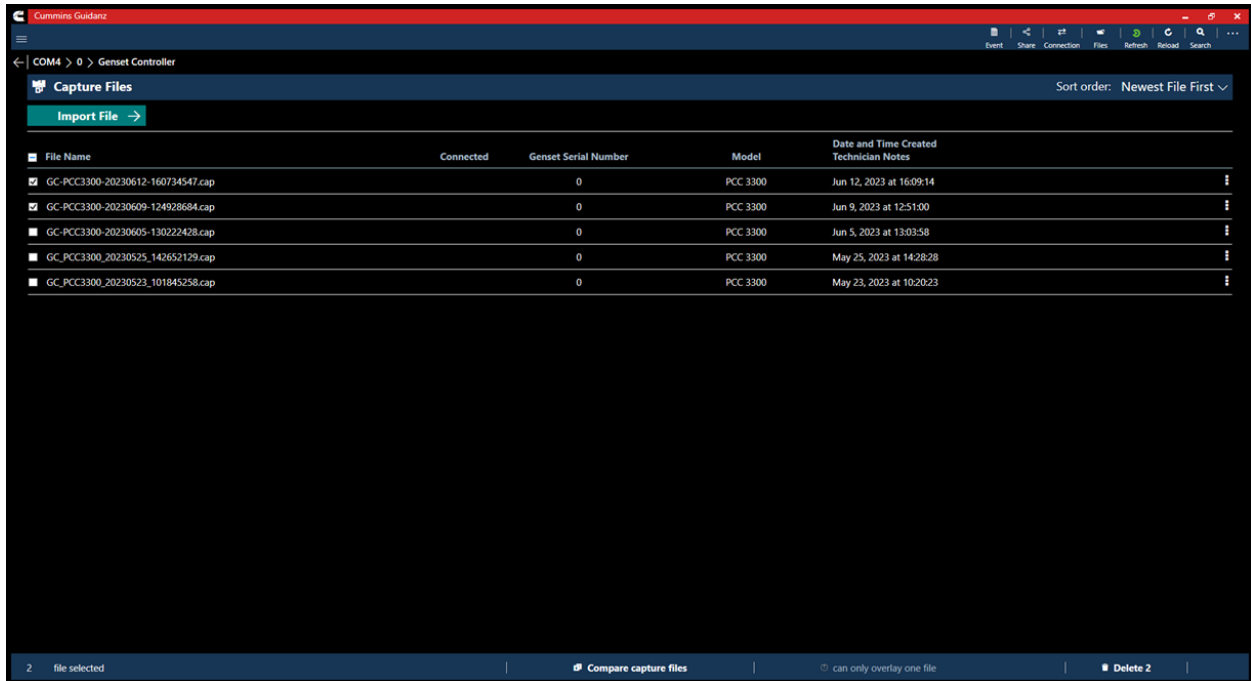 Cummins Guidanz
Event Share Connection Files Refresh Reload Search
COM4 > 0 > Genset Controller
Capture Files Sort order: Newest File First
Import File →
Date and Time Created
File Name Connected Genset Serial Number Model Technician Notes
GC-PCC3300-20230612-160734547.cap 0 PCC 3300 Jun 12, 2023 at 16:09:14
GC-PCC3300-20230609-124928684.cap 0 PCC 3300 Jun 9, 2023 at 12:51:00
GC-PCC3300-20230605-130222428.cap 0 PCC 3300 Jun 5, 2023 at 13:03:58
GC_PCC3300_20230525_142652129.cap 0 PCC 3300 May 25, 2023 at 14:28:28
GC_PCC3300_20230523_101845258.cap 0 PCC 3300 May 23, 2023 at 10:20:23
2 file selected Compare capture files can only overlay one file Delete 2